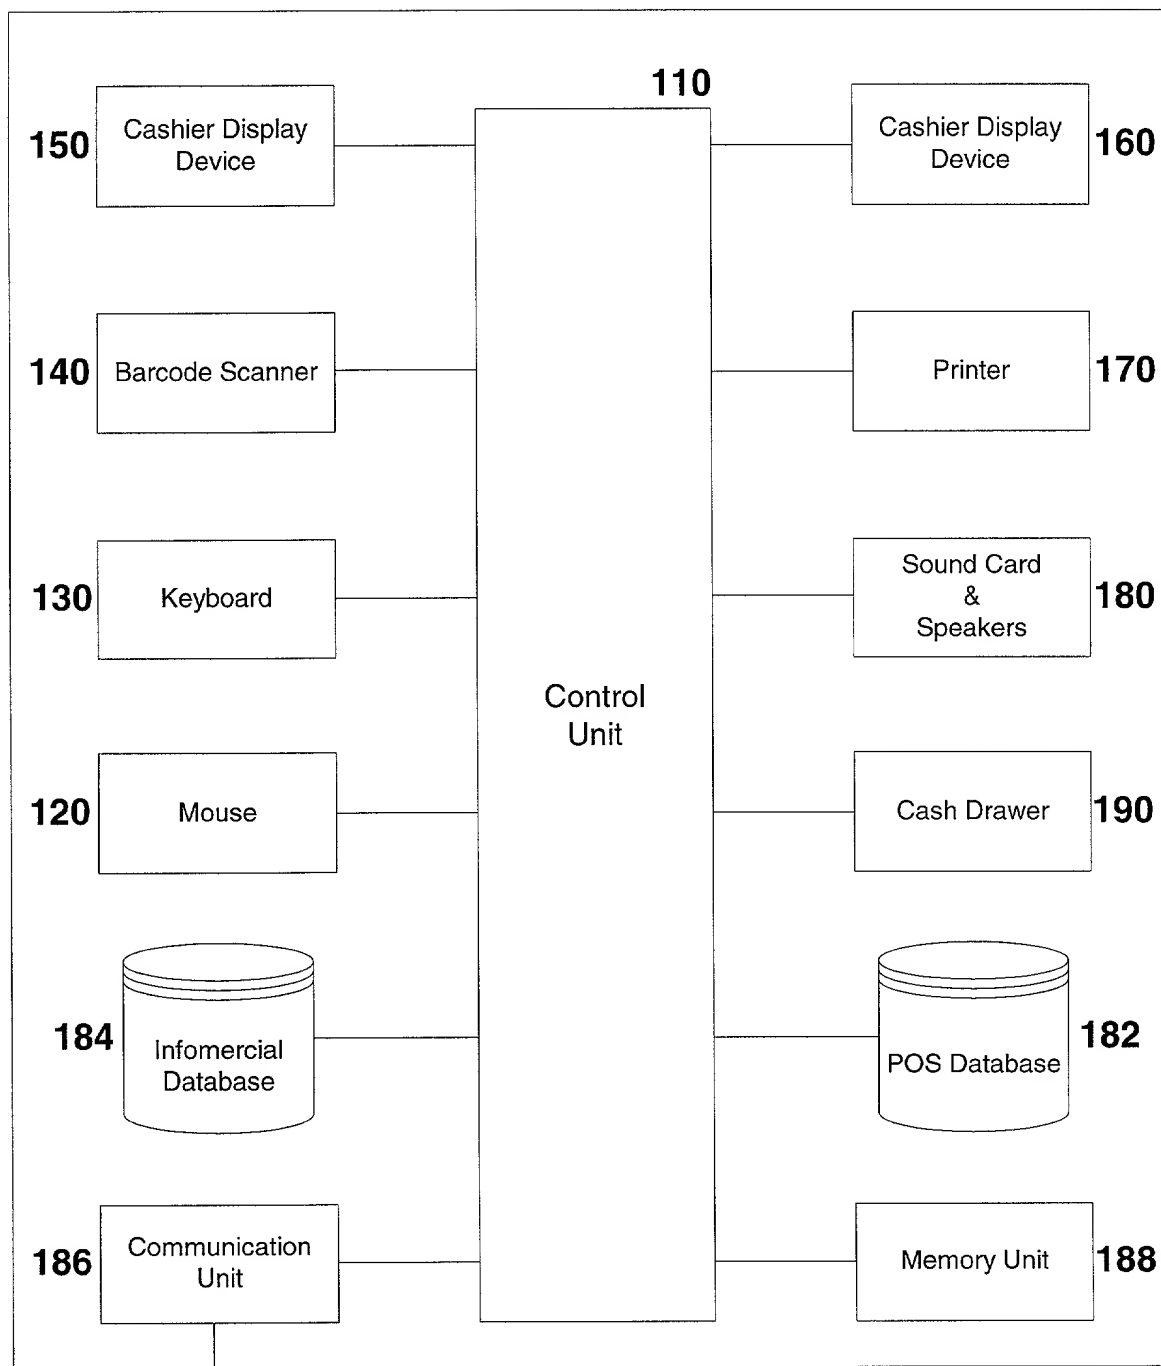 110
150
Cashier Display
Device
Cashier Display
Device
160
140
Barcode Scanner
Printer
170
130
Keyboard
Sound Card
&
Speakers
180
Control
Unit
120
Mouse
Cash Drawer
190
184
Infomercial
Database
POS Database
182
186
Communication
Unit
Memory Unit
188